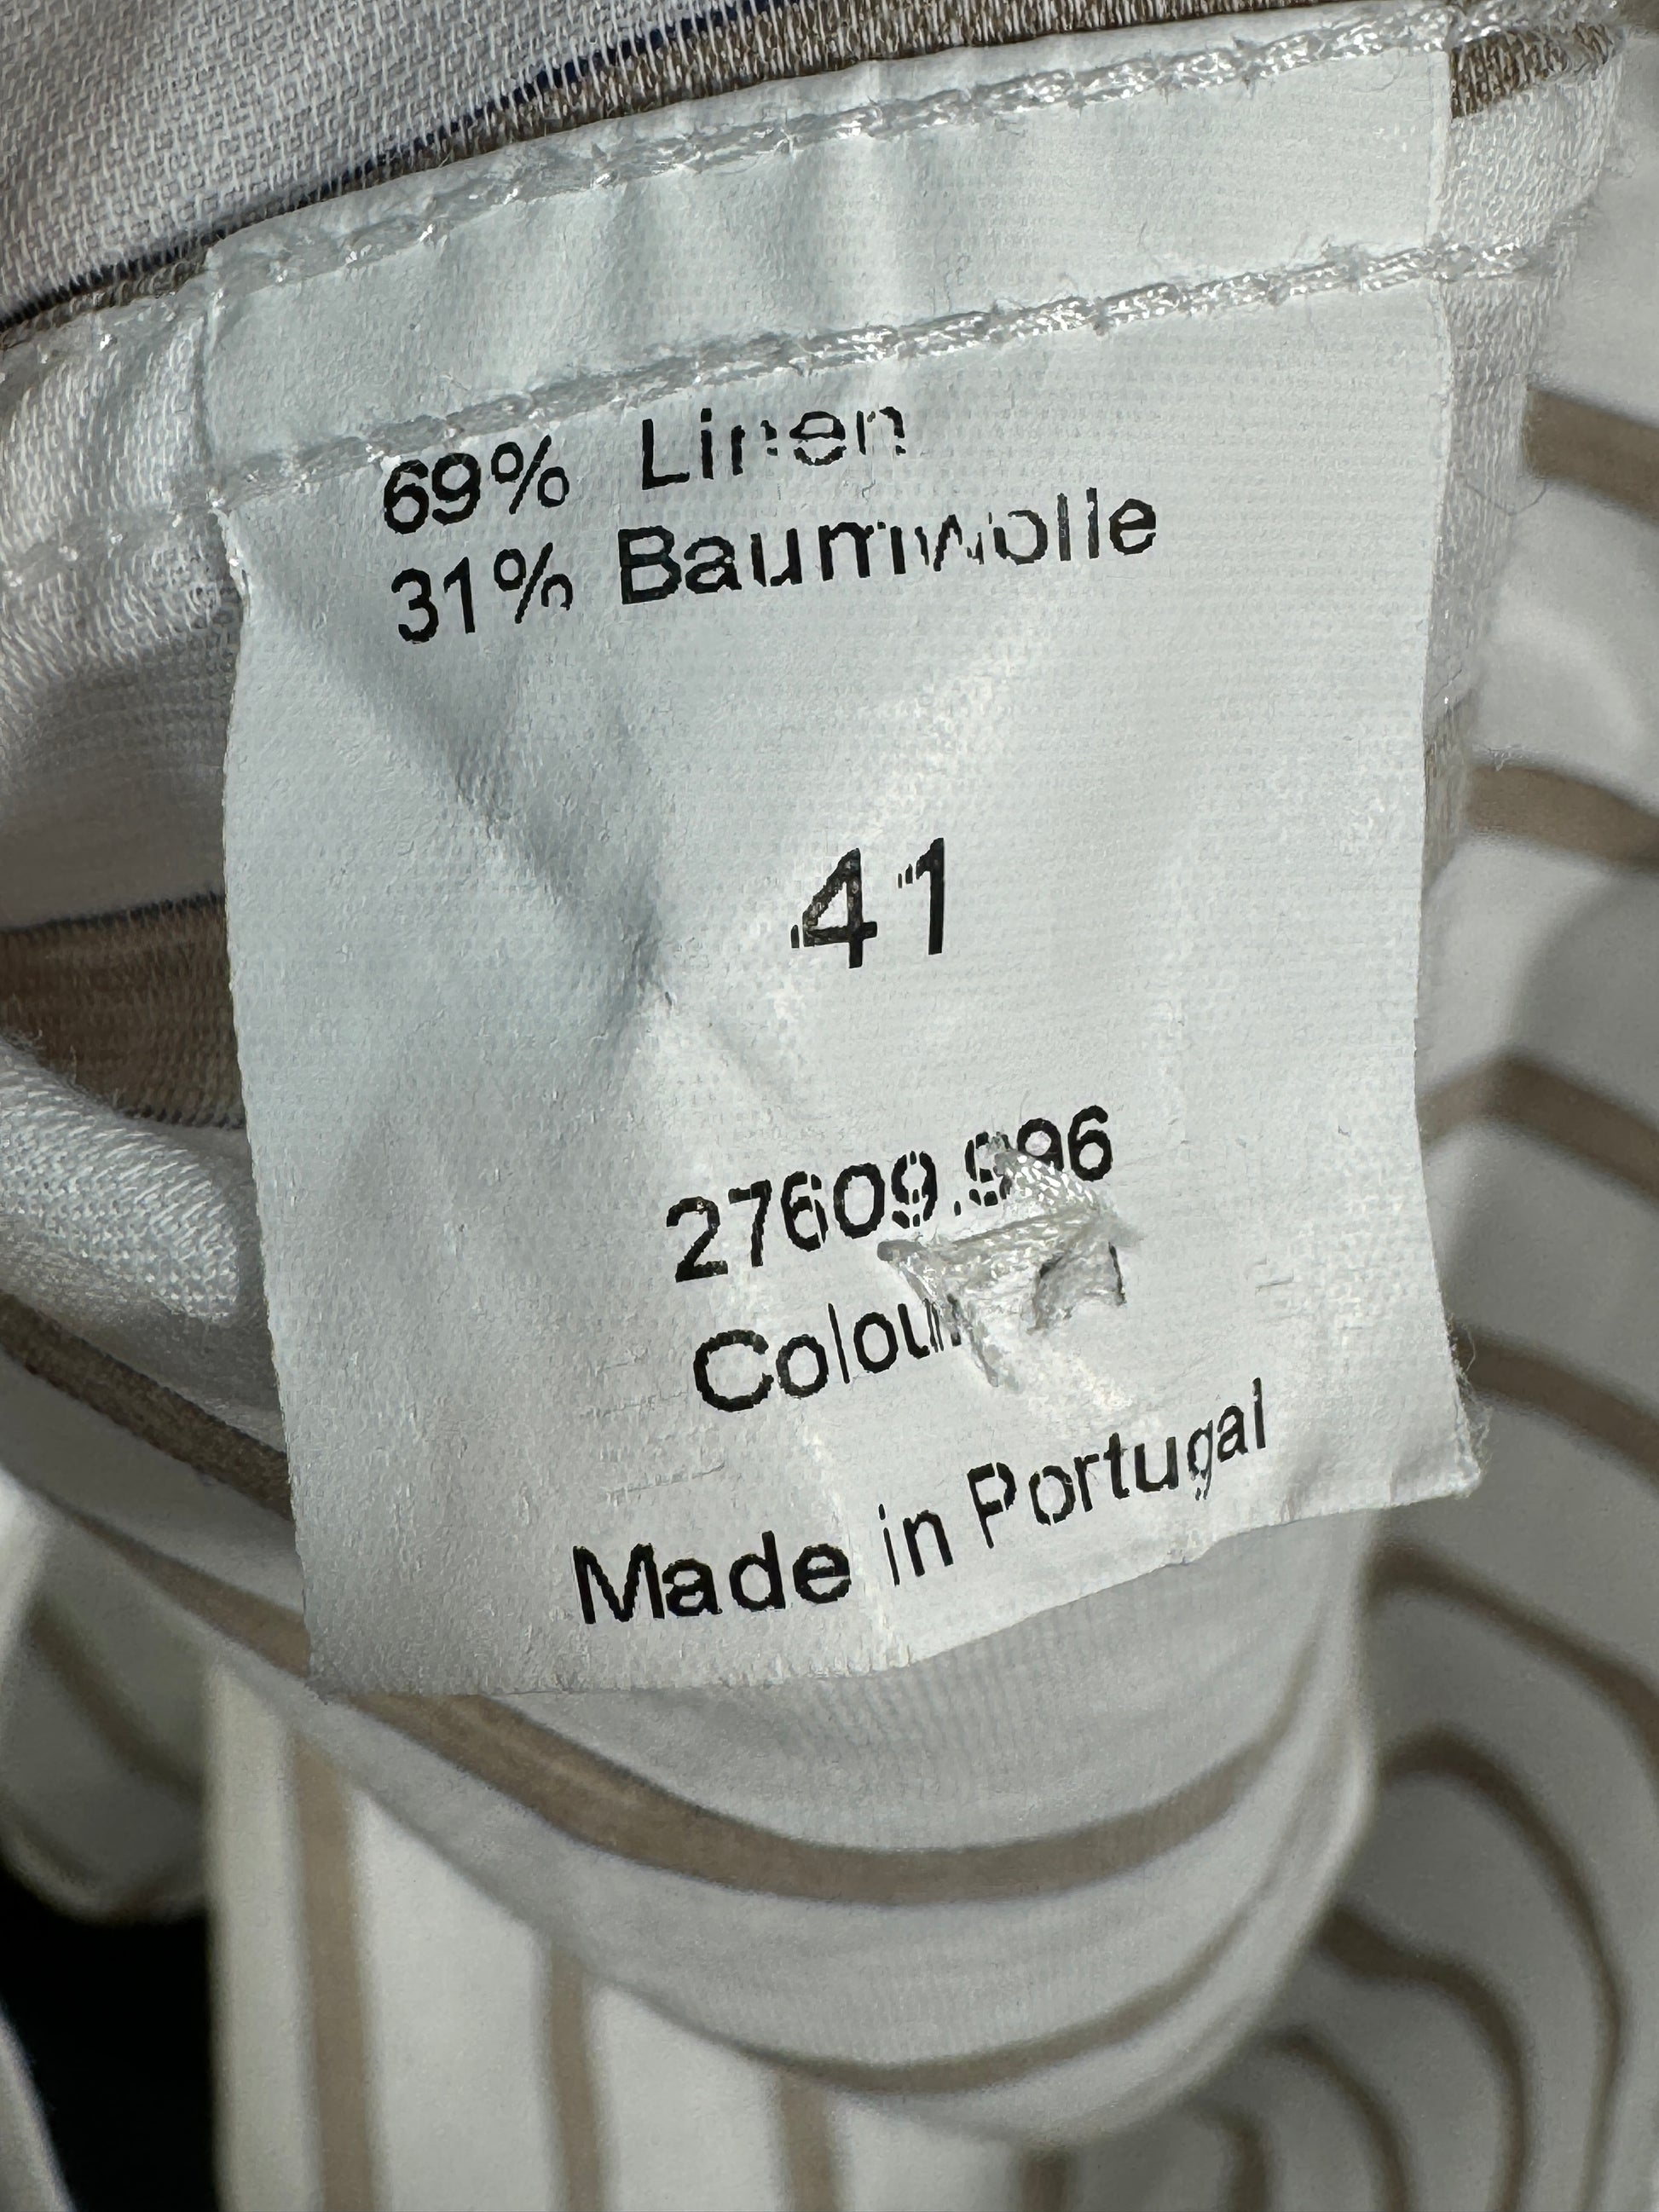 69% Linen
31% Baumwolle
41
27609.996
Colour
Made in Portugal